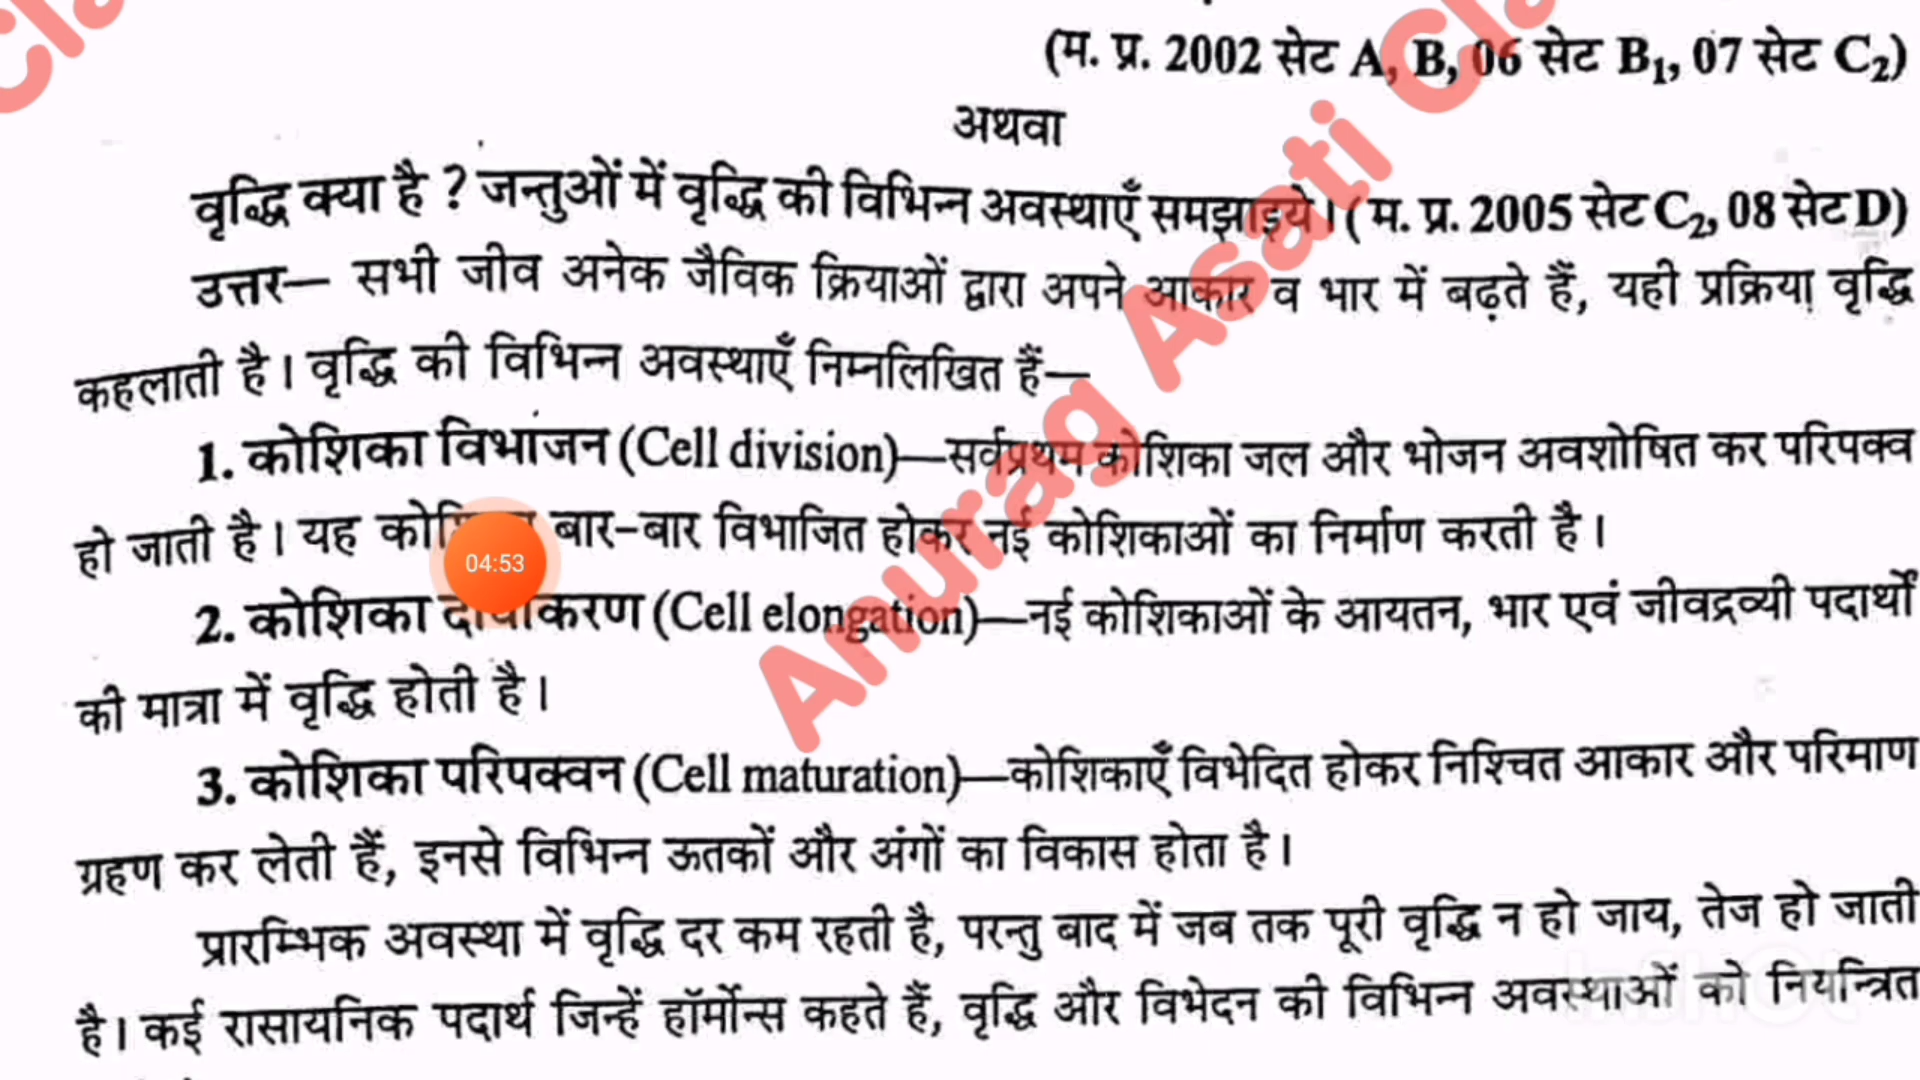 (म. प्र. 2002 सेट A, B, 06 सेट B₁, 07 सेट C₂)
अथवा
वृद्धि क्या है ? जन्तुओं में वृद्धि की विभिन्न अवस्थाएँ समझाइये । ( म. प्र. 2005 सेट C₂, 08 सेट D)
उत्तर— सभी जीव अनेक जैविक क्रियाओं द्वारा अपने आकार व भार में बढ़ते हैं, यही प्रक्रिया वृद्धि
कहलाती है । वृद्धि की विभिन्न अवस्थाएँ निम्नलिखित हैं—
1. कोशिका विभाजन (Cell division)—सर्वप्रथम कोशिका जल और भोजन अवशोषित कर परिपक्व
हो जाती है । यह बार-बार विभाजित होकर नई कोशिकाओं का निर्माण करती है ।
04:53
2. कोशिका (Cell elongation)—नई कोशिकाओं के आयतन, भार एवं जीवद्रव्यी पदार्थों
की मात्रा में वृद्धि होती है ।
3. कोशिका परिपक्वन (Cell maturation)—कोशिकाएँ विभेदित होकर निश्चित आकार और परिमाण
ग्रहण कर लेती हैं, इनसे विभिन्न ऊतकों और अंगों का विकास होता है ।
प्रारम्भिक अवस्था में वृद्धि दर कम रहती है, परन्तु बाद में जब तक पूरी वृद्धि न हो जाय, तेज हो जाती
है । कई रासायनिक पदार्थ जिन्हें हॉर्मोन्स कहते हैं, वृद्धि और विभेदन की विभिन्न अवस्थाओं को नियन्त्रित
Anurag Asati Cla